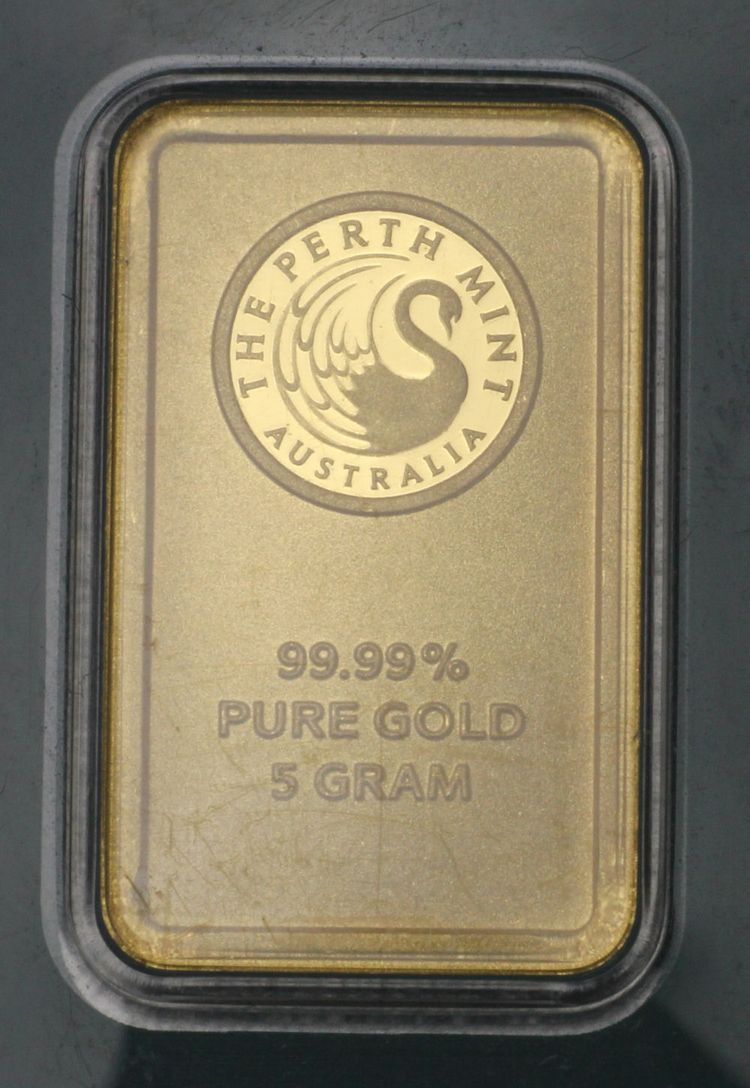 THE PERTH MINT
AUSTRALIA
99.99%
PURE GOLD
5 GRAM